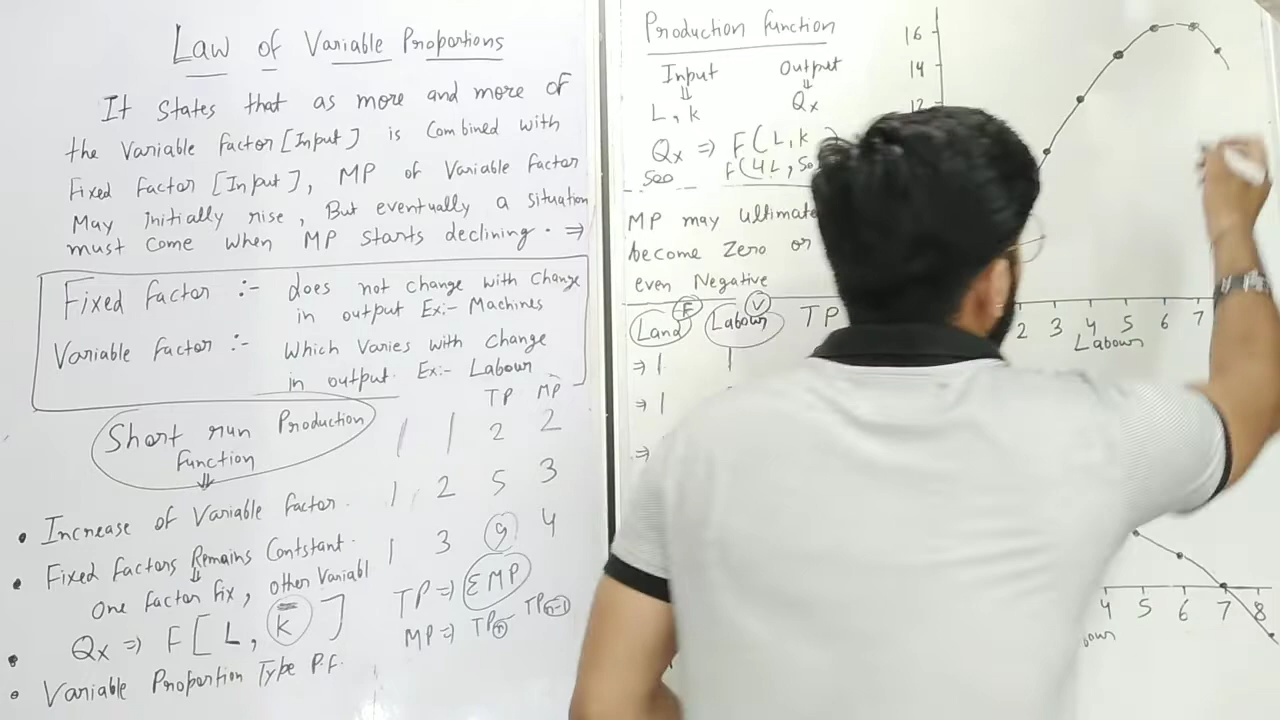 Law of Variable Proportions
It States that as more and more of
the Variable factor [Input] is Combined with
Fixed factor [Input], MP of Variable factor
May Initially rise, But eventually a situation
must come when MP starts declining. ⇒
Fixed factor :- does not change with change
in output Ex:- Machines
Variable factor :- Which Varies with change
in output. Ex:- Labour
Short run Production
function
⇓
• Increase of Variable factor.
• Fixed factors Remains Contstant.
One factor fix, other Variabl
• Qx ⇒ F[L, k̄]
• Variable Proportion Type P.F.
TP MP
1 1 2 2
1 2 5 3
1 3 9 4
TP ⇒ ΣMP
MP ⇒ TPn TPn-1
Production function
Input Output
⇓ ⇓
L, k Qx
Qx ⇒ F(L, k
500 F(4L, 50
MP may ultimate
become Zero or
even Negative
F V
Land Labour TP
⇒ 1 1
⇒ 1
⇒
16
14
12
2 3 4 5 6 7
Labour
4 5 6 7 8
bour